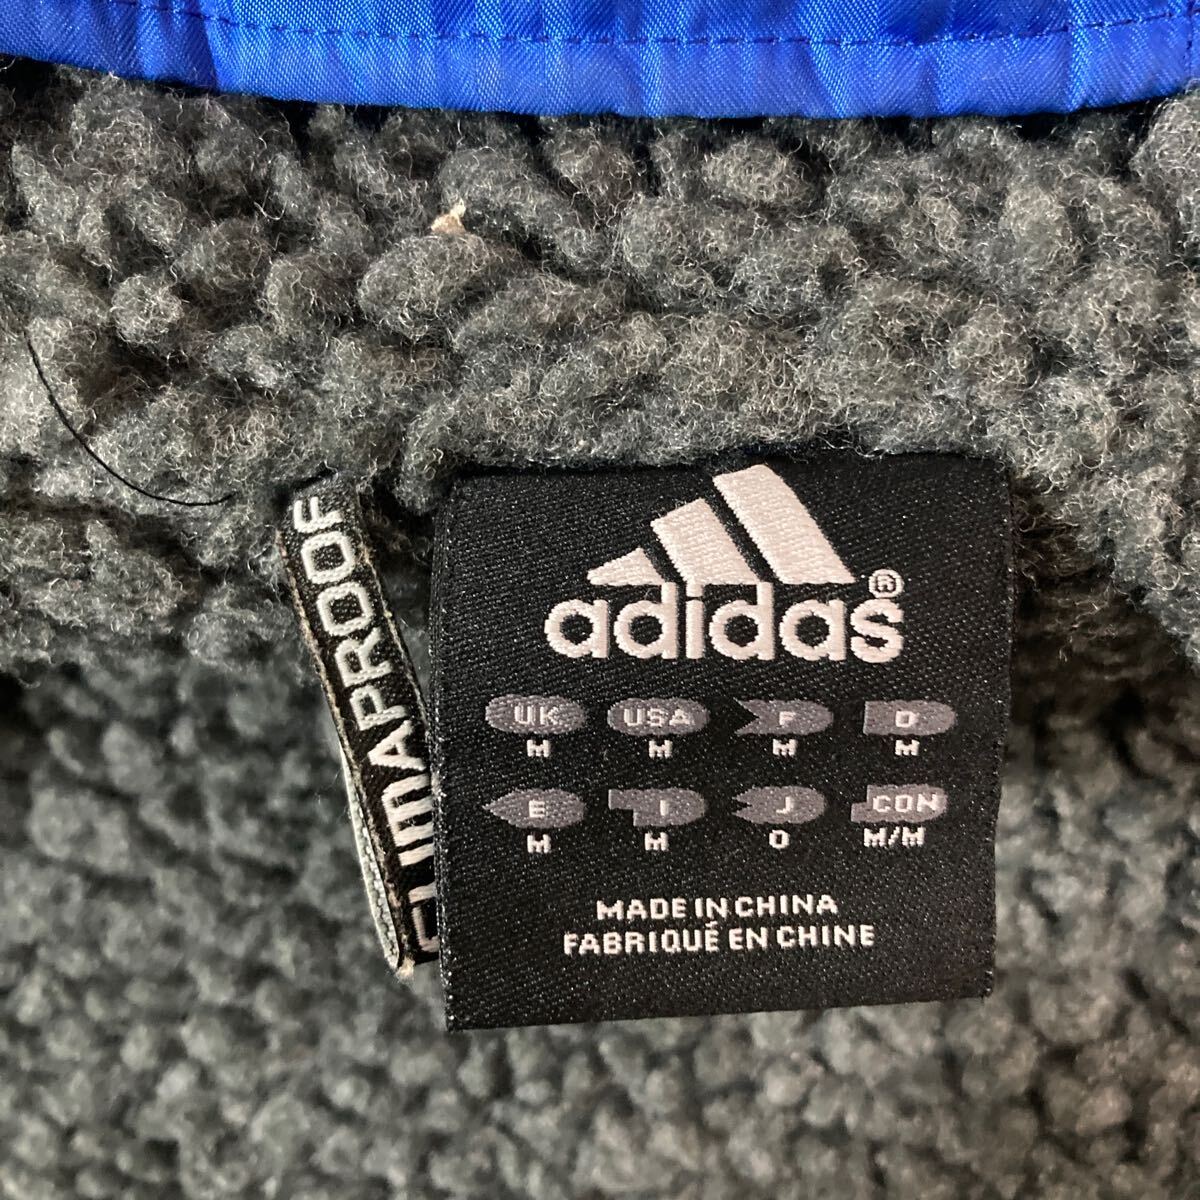 CLIMAPROOF
adidas®
UK USA F D
M M M M
E I J CON
M M O M/M
MADE IN CHINA
FABRIQUÉ EN CHINE